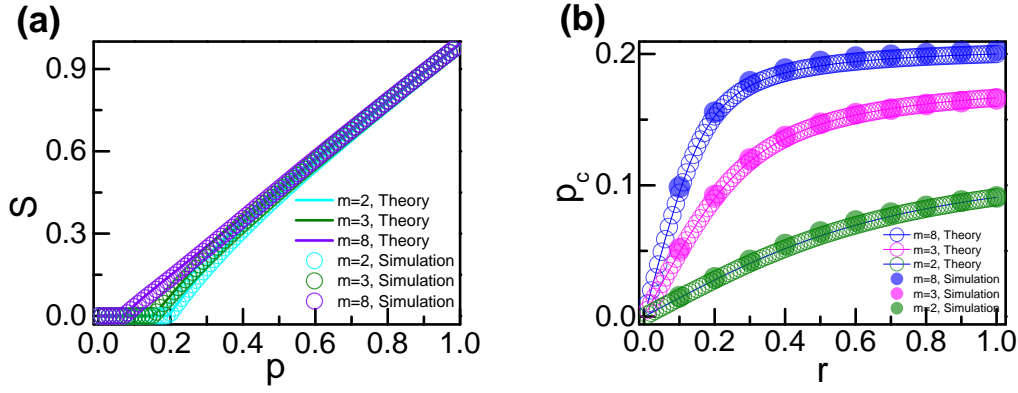 (a)
S
0.9
0.6
0.3
0.0
0.0 0.2 0.4 0.6 0.8 1.0
p
m=2, Theory
m=3, Theory
m=8, Theory
m=2, Simulation
m=3, Simulation
m=8, Simulation
(b)
p_c
0.2
0.1
0.0
0.0 0.2 0.4 0.6 0.8 1.0
r
m=8, Theory
m=3, Theory
m=2, Theory
m=8, Simulation
m=3, Simulation
m=2, Simulation